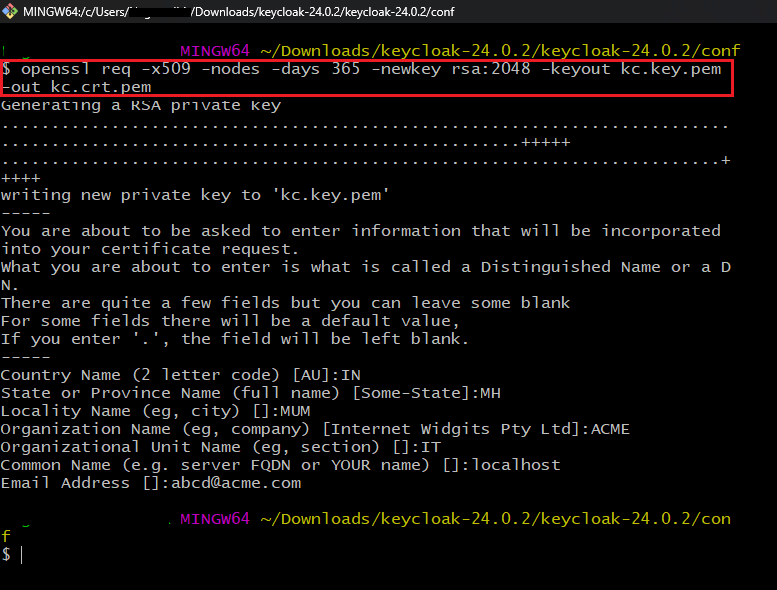 MINGW64:/c/Users/ /Downloads/keycloak-24.0.2/keycloak-24.0.2/conf
MINGW64 ~/Downloads/keycloak-24.0.2/keycloak-24.0.2/conf
$ openssl req -x509 -nodes -days 365 -newkey rsa:2048 -keyout kc.key.pem
-out kc.crt.pem
Generating a RSA private key
.........................................................................
....................................................+++++
........................................................................+
++++
writing new private key to 'kc.key.pem'
-----
You are about to be asked to enter information that will be incorporated
into your certificate request.
What you are about to enter is what is called a Distinguished Name or a D
N.
There are quite a few fields but you can leave some blank
For some fields there will be a default value,
If you enter '.', the field will be left blank.
-----
Country Name (2 letter code) [AU]:IN
State or Province Name (full name) [Some-State]:MH
Locality Name (eg, city) []:MUM
Organization Name (eg, company) [Internet Widgits Pty Ltd]:ACME
Organizational Unit Name (eg, section) []:IT
Common Name (e.g. server FQDN or YOUR name) []:localhost
Email Address []:abcd@acme.com
MINGW64 ~/Downloads/keycloak-24.0.2/keycloak-24.0.2/con
f
$